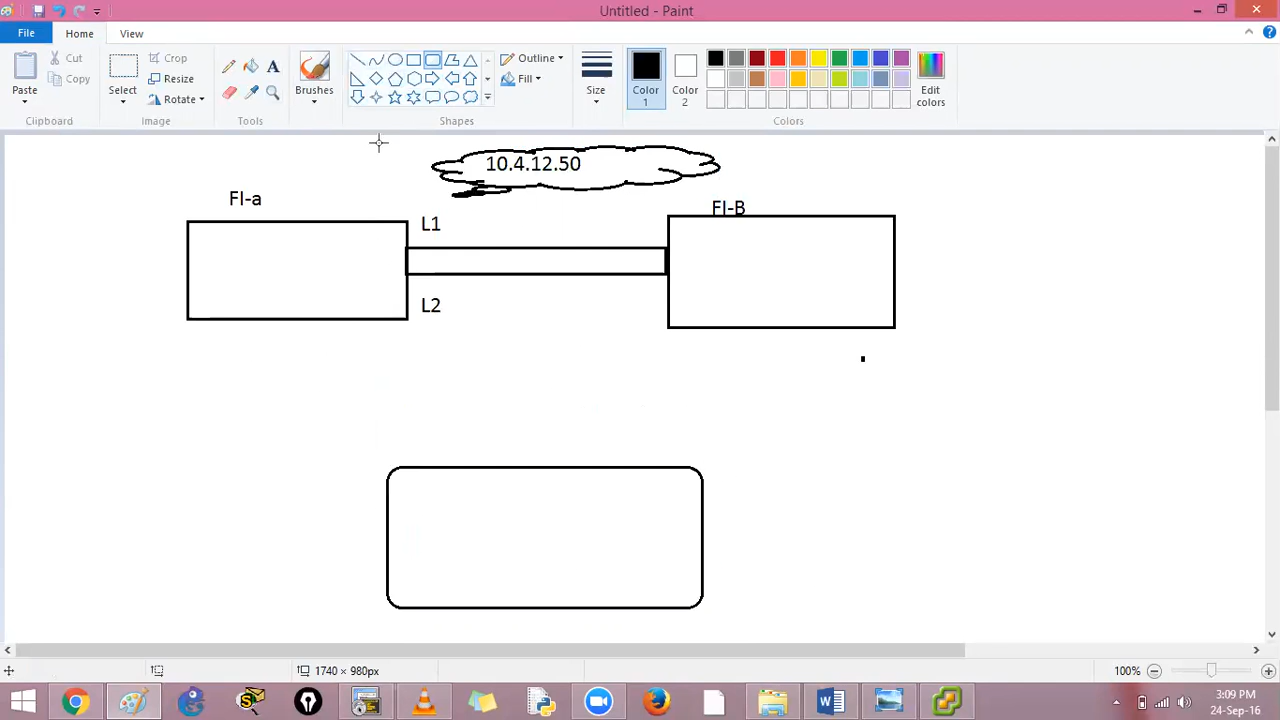 Untitled - Paint
File
Home
View
Paste
Cut
Copy
Clipboard
Select
Crop
Resize
Rotate
Image
Tools
A
Brushes
Shapes
Outline
Fill
Size
Color 1
Color 2
Edit colors
Colors
10.4.12.50
FI-a
FI-B
L1
L2
1740 × 980px
100%
3:09 PM
24-Sep-16